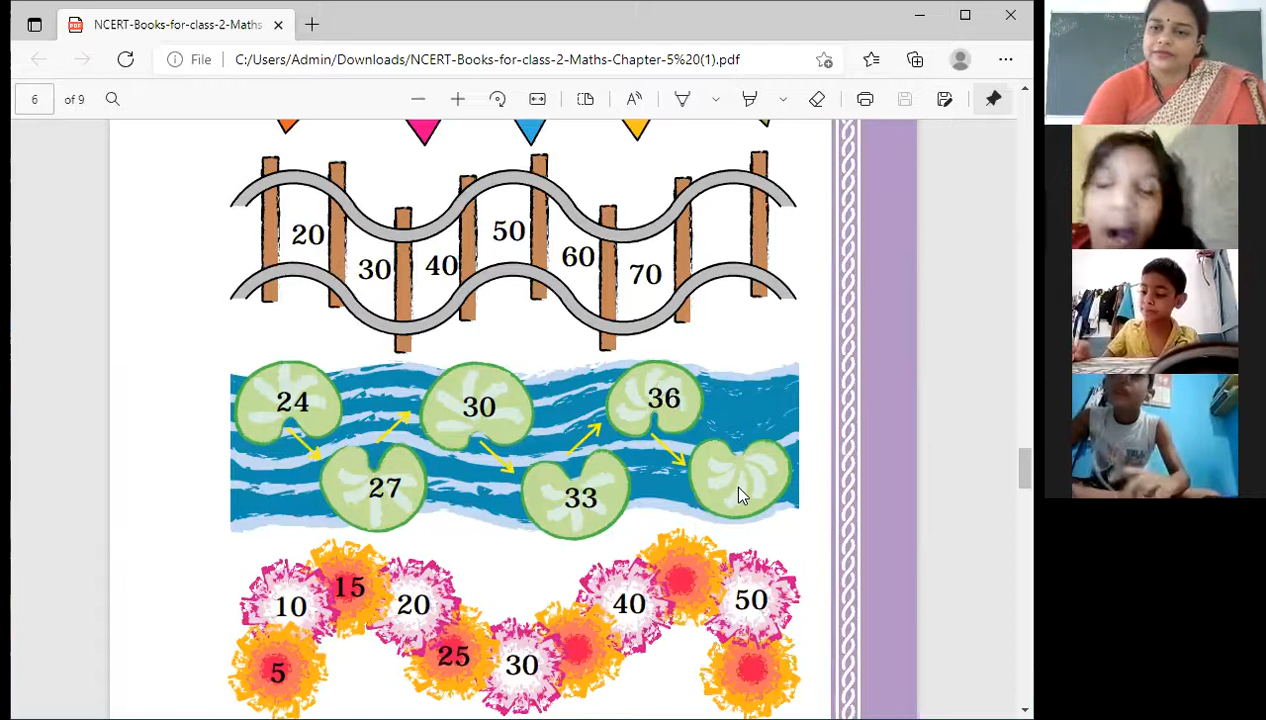 NCERT-Books-for-class-2-Maths
File C:/Users/Admin/Downloads/NCERT-Books-for-class-2-Maths-Chapter-5%20(1).pdf
6 of 9
20 30 40 50 60 70
24 27 30 33 36
5 10 15 20 25 30 40 50